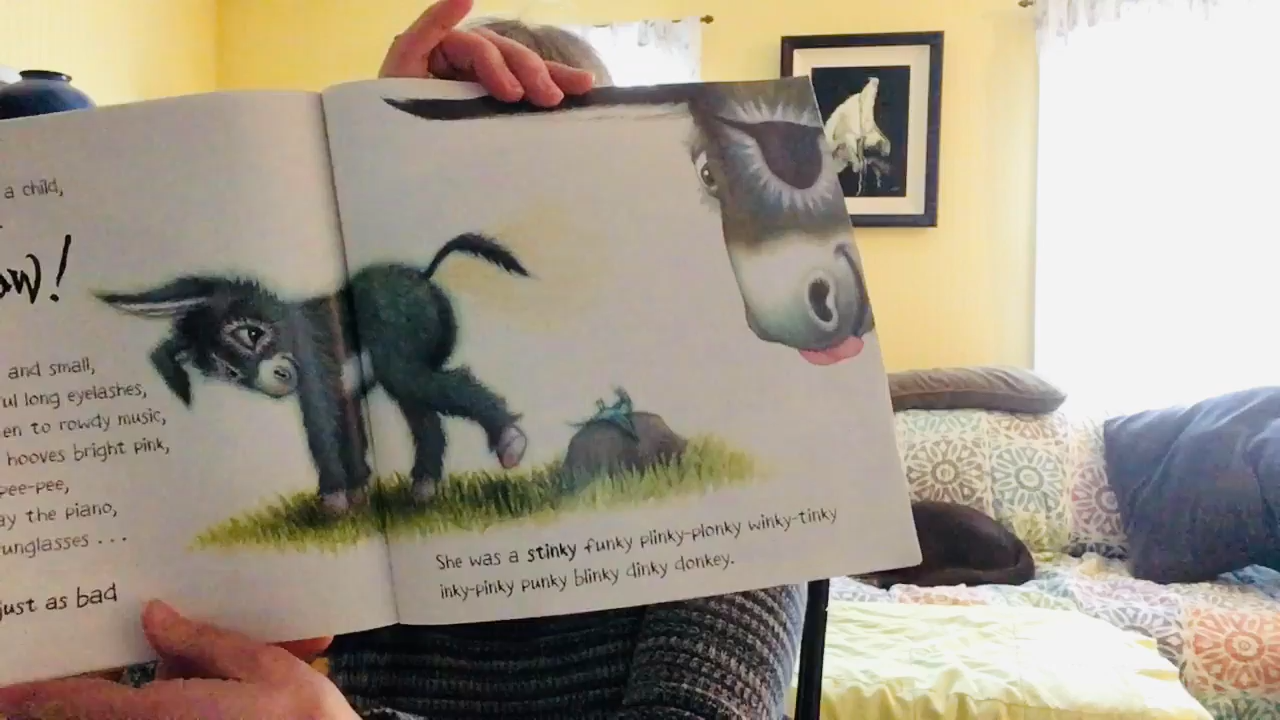 a child,
ow!
and small,
ul long eyelashes,
en to rowdy music,
hooves bright pink,
pee-pee,
ay the piano,
unglasses ...
just as bad
She was a stinky funky plinky-plonky winky-tinky
inky-pinky punky blinky dinky donkey.